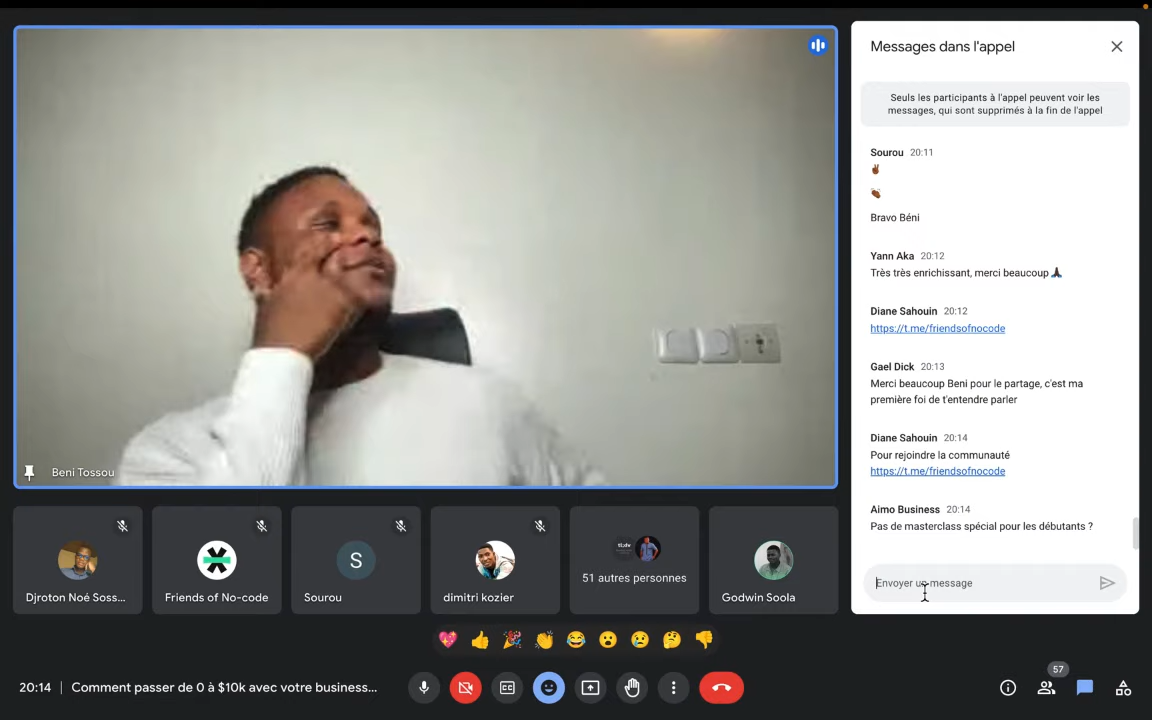 Messages dans l'appel
Seuls les participants à l'appel peuvent voir les
messages, qui sont supprimés à la fin de l'appel
Sourou 20:11
✌🏾
👏🏾
Bravo Béni
Yann Aka 20:12
Très très enrichissant, merci beaucoup🙏🏿
Diane Sahouin 20:12
https://t.me/friendsofnocode
Gael Dick 20:13
Merci beaucoup Beni pour le partage, c'est ma
première foi de t'entendre parler
Diane Sahouin 20:14
Pour rejoindre la communauté
https://t.me/friendsofnocode
Aimo Business 20:14
Pas de masterclass spécial pour les débutants ?
Envoyer un message
Beni Tossou
Djroton Noé Soss...
Friends of No-code
S
Sourou
dimitri kozier
51 autres personnes
Godwin Soola
20:14 | Comment passer de 0 à $10k avec votre business...
57